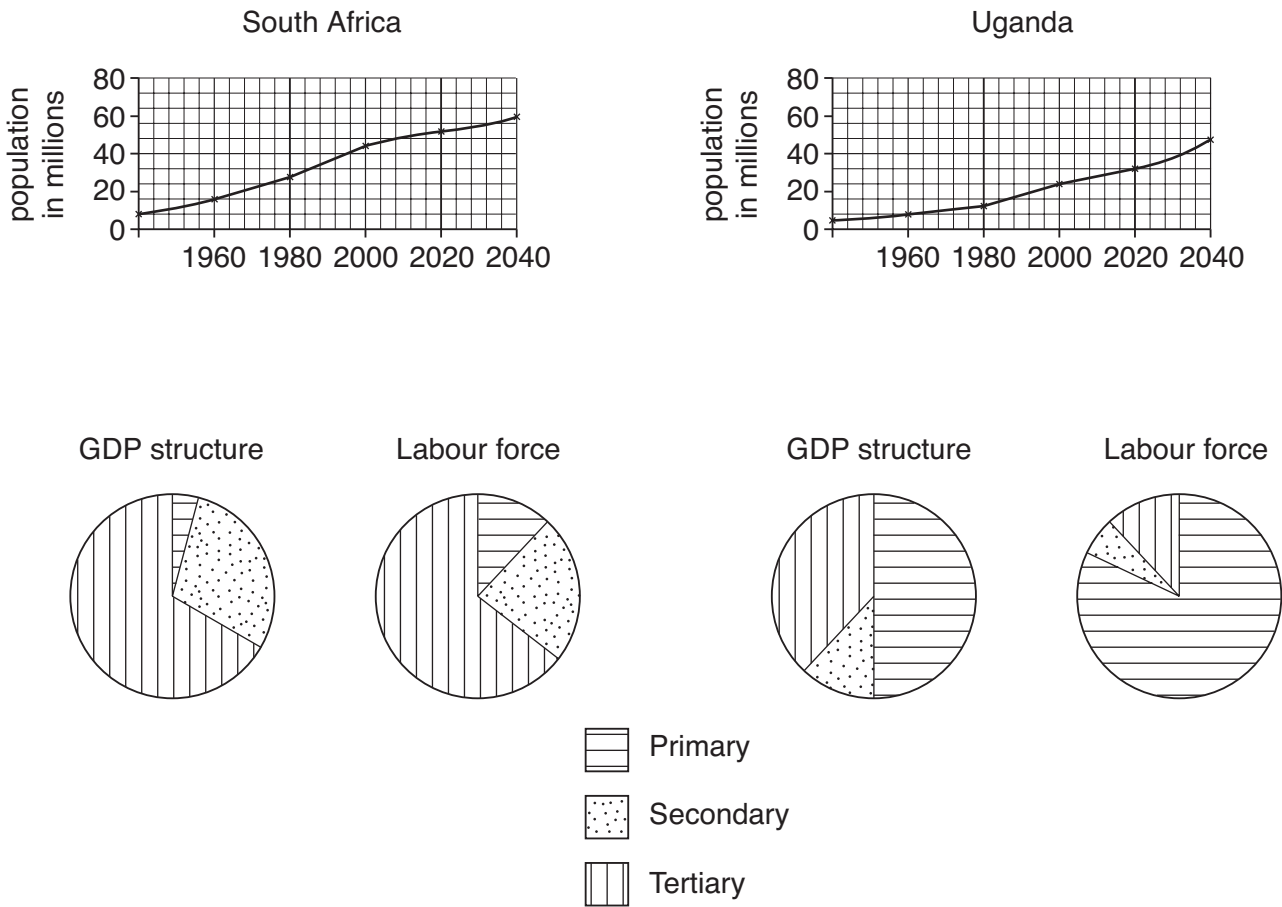 South Africa
population
in millions
80
60
40
20
0
1960 1980 2000 2020 2040
Uganda
population
in millions
80
60
40
20
0
1960 1980 2000 2020 2040
GDP structure
Labour force
GDP structure
Labour force
Primary
Secondary
Tertiary